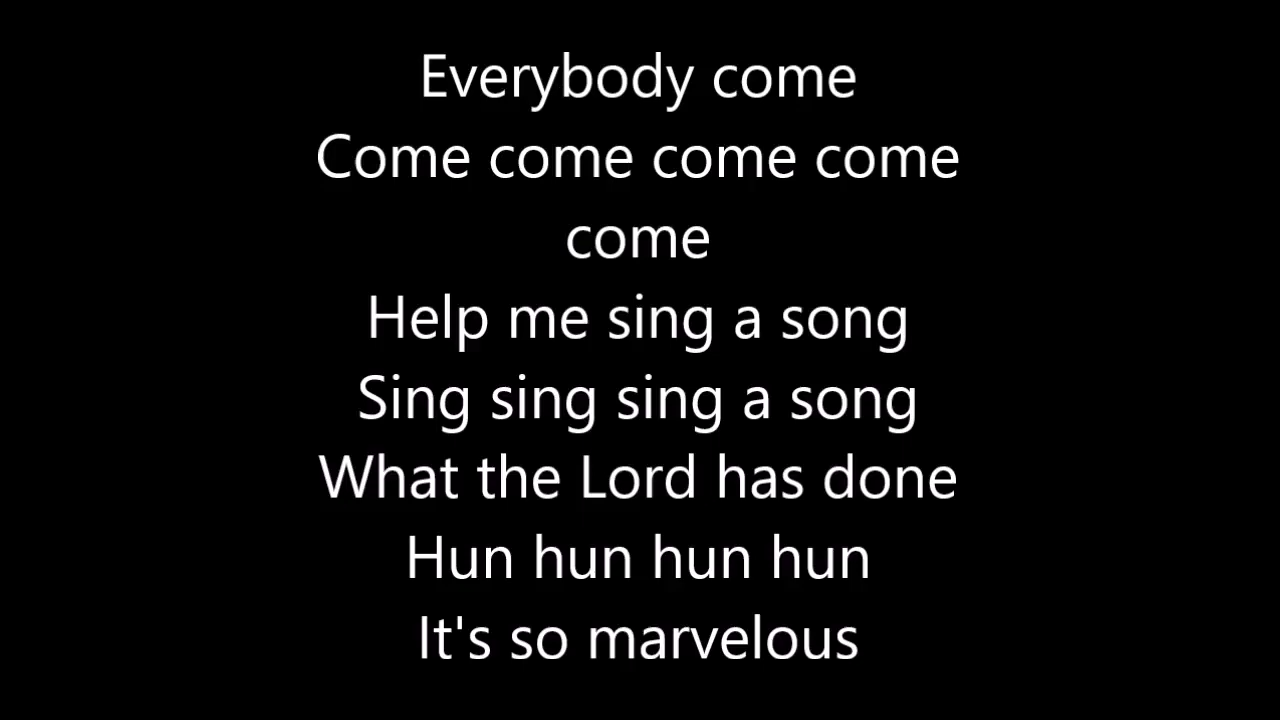 Everybody come
Come come come come
come
Help me sing a song
Sing sing sing a song
What the Lord has done
Hun hun hun hun
It's so marvelous